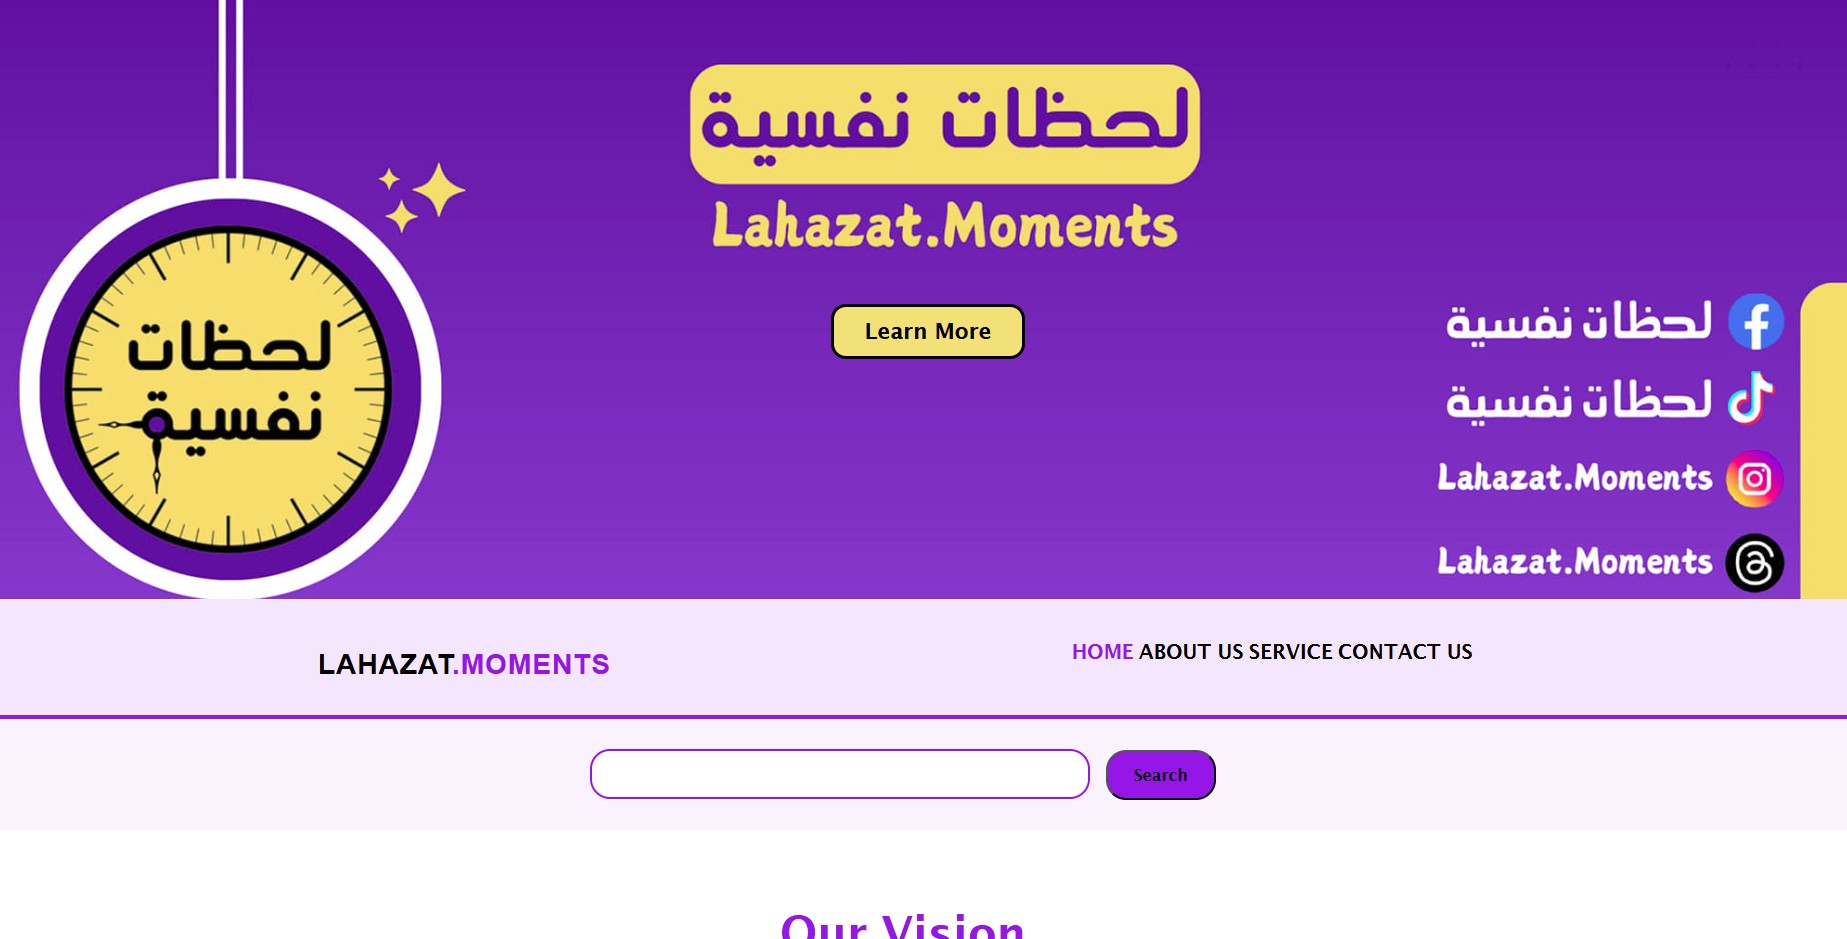 لحظات نفسية
Lahazat.Moments
Learn More
لحظات
نفسية
لحظات نفسية
لحظات نفسية
Lahazat.Moments
Lahazat.Moments
LAHAZAT.MOMENTS
HOME ABOUT US SERVICE CONTACT US
Search
Our Vision